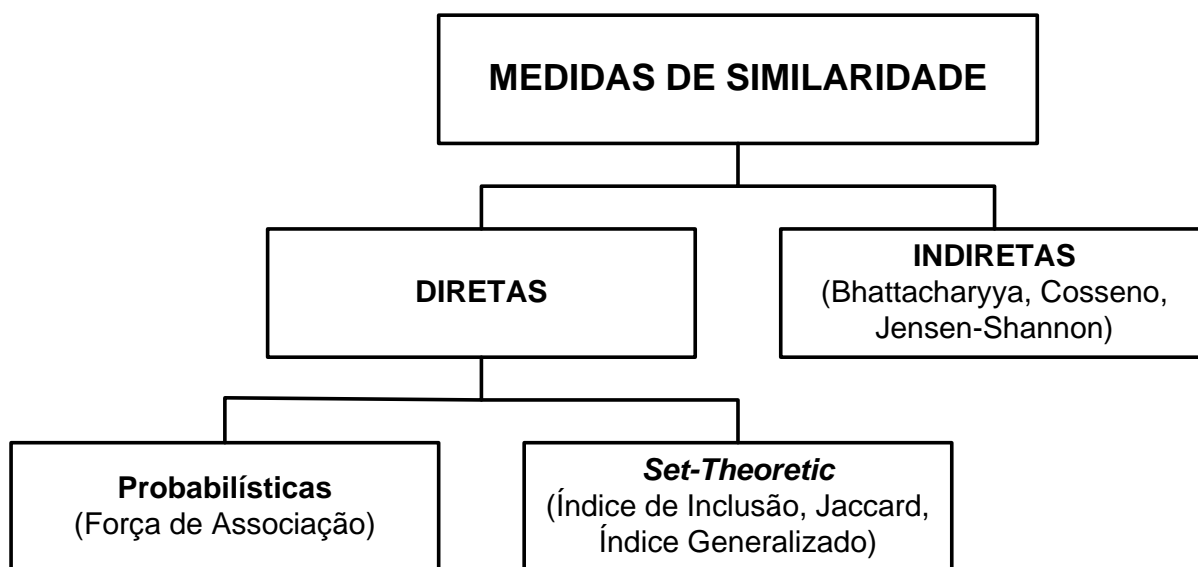 MEDIDAS DE SIMILARIDADE
DIRETAS
INDIRETAS
(Bhattacharyya, Cosseno,
Jensen-Shannon)
Probabilísticas
(Força de Associação)
Set-Theoretic
(Índice de Inclusão, Jaccard,
Índice Generalizado)